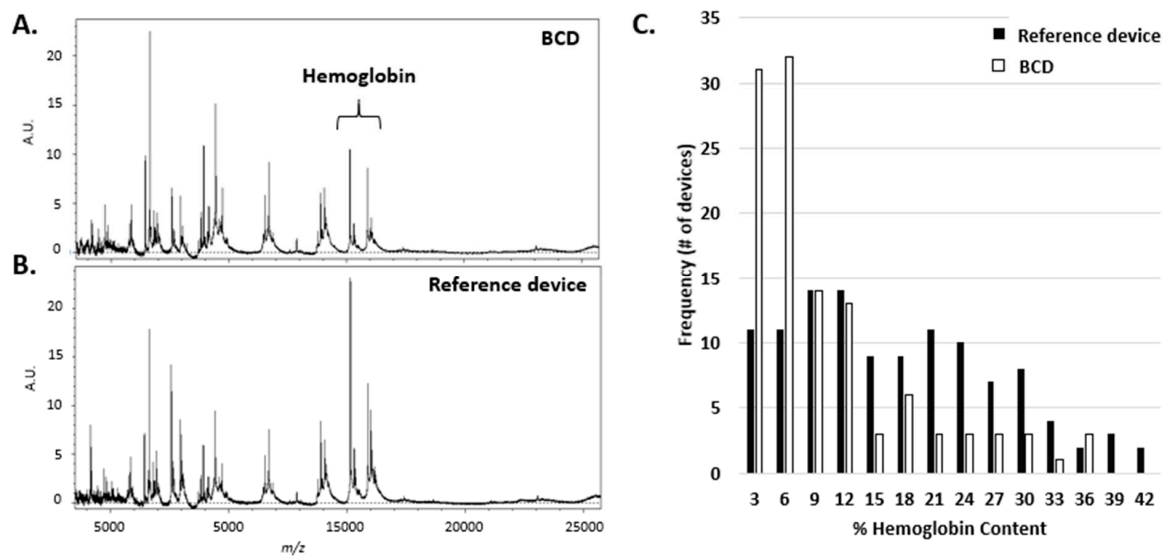 A.
BCD
Hemoglobin
A.U.
20
15
10
5
0
B.
Reference device
A.U.
20
15
10
5
0
5000 5000 15000 20000 25000
m/z
C.
Reference device
BCD
Frequency (# of devices)
35
30
25
20
15
10
5
0
3 6 9 12 15 18 21 24 27 30 33 36 39 42
% Hemoglobin Content